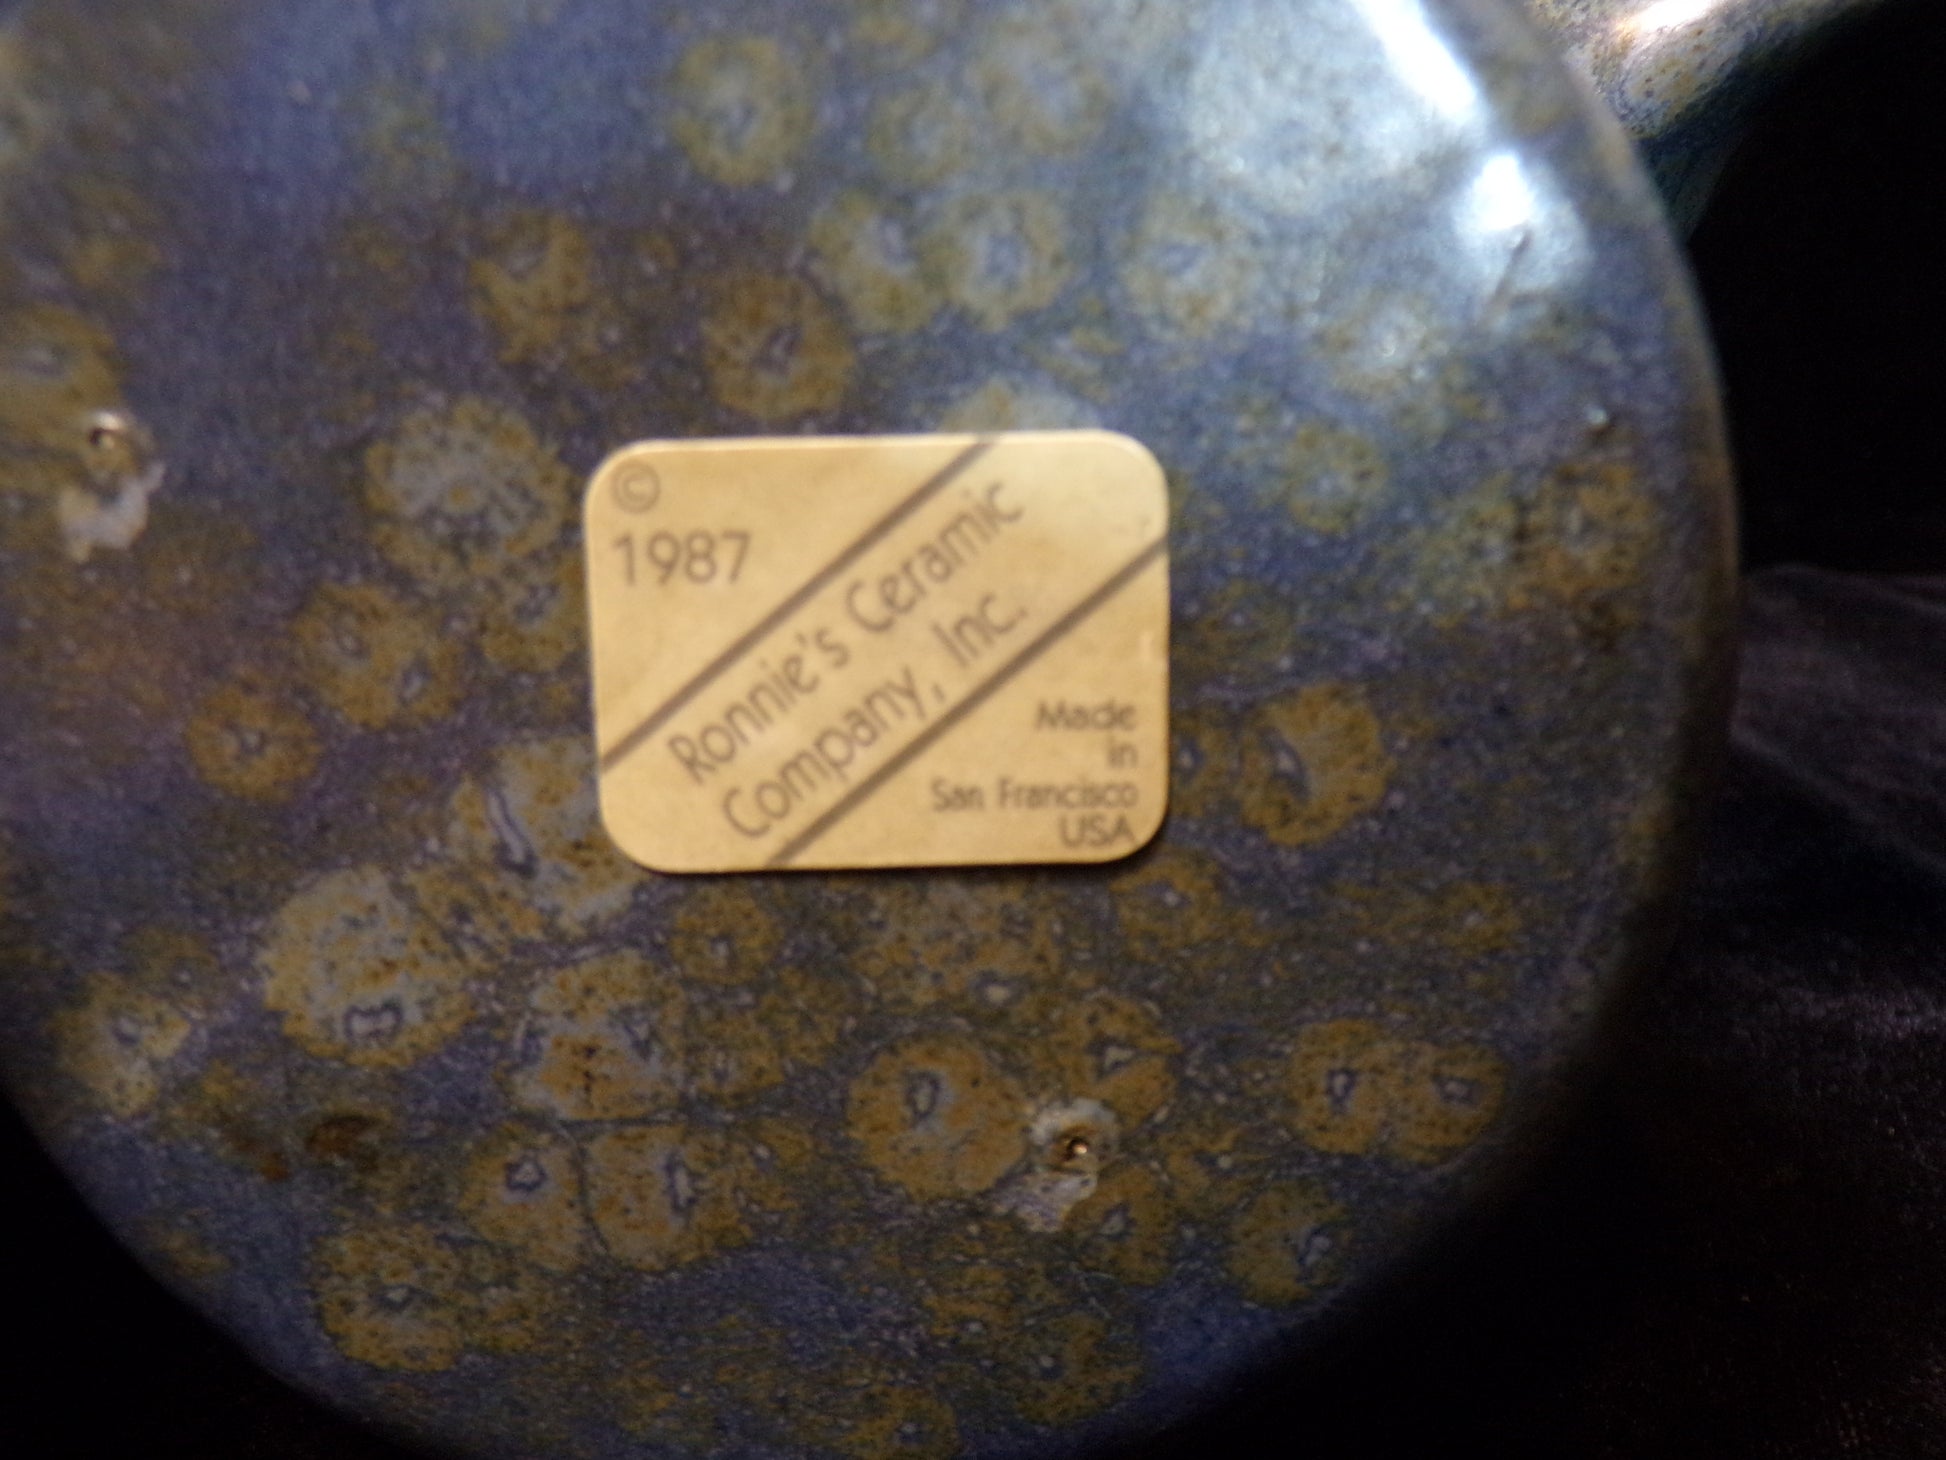 ©
1987
Ronnie's Ceramic
Company, Inc.
Made
in
San Francisco
USA